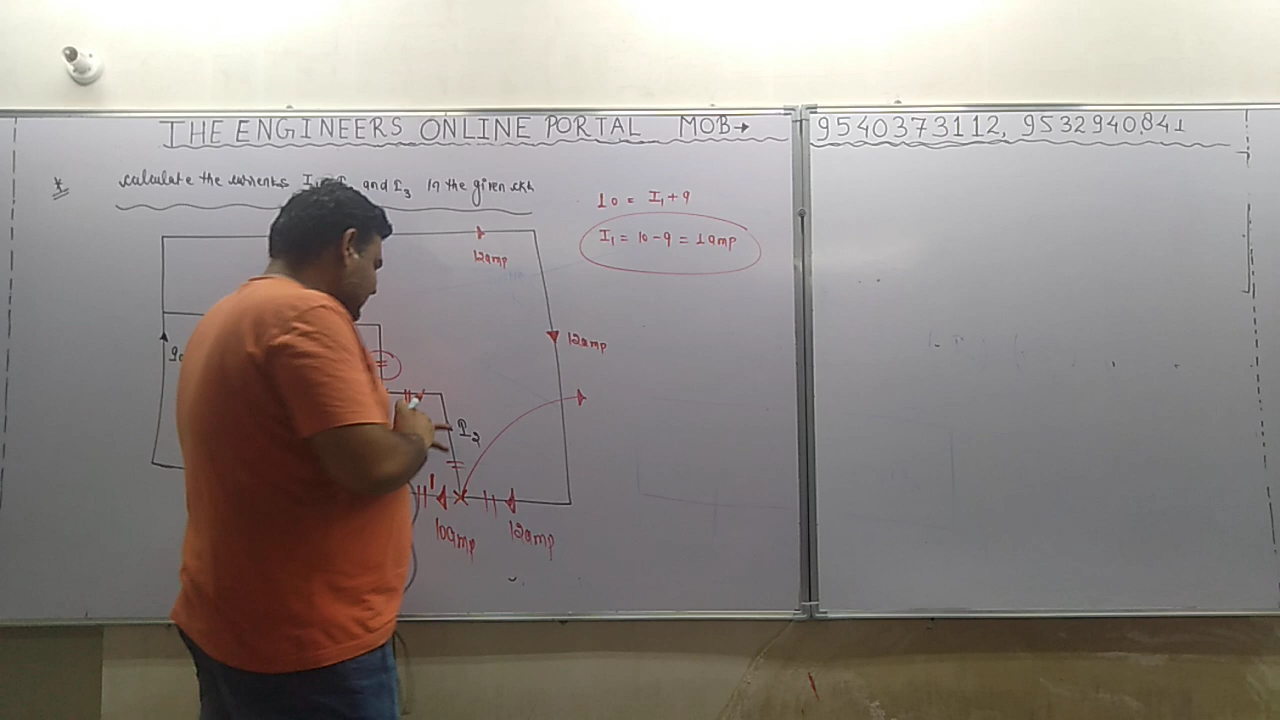 THE ENGINEERS ONLINE PORTAL MOB→ 9540373112, 9532940841
calculate the currents I₁ and I₃ in the given ckt
10 = I₁ + 9
I₁ = 10 - 9 = 1amp
12amp
12amp
I₂
10amp
12amp